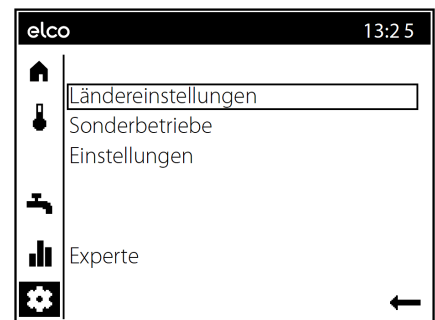 elco 13:25
Ländereinstellungen
Sonderbetriebe
Einstellungen
Experte